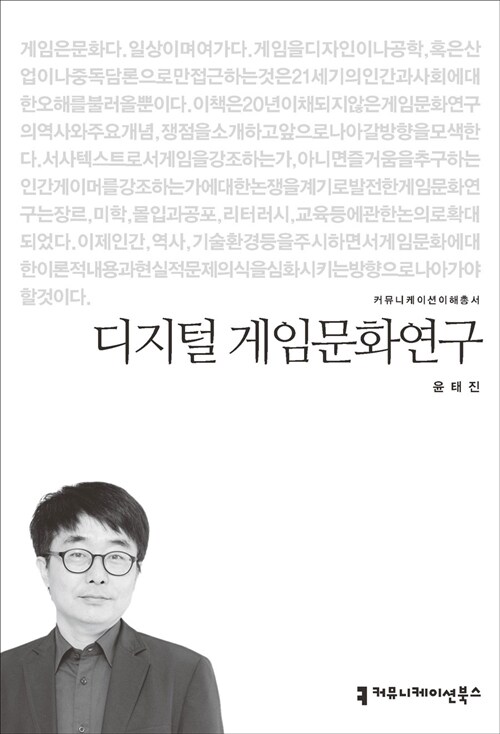 게임은문화다.일상이며여가다.게임을디자인이나공학,혹은산
업이나중독담론으로만접근하는것은21세기의인간과사회에대
한오해를불러올뿐이다.이책은20년이채되지않은게임문화연구
의역사와주요개념,쟁점을소개하고앞으로나아갈방향을모색한
다.서사텍스트로서게임을강조하는가,아니면즐거움을추구하는
인간게이머를강조하는가에대한논쟁을계기로발전한게임문화연
구는장르,미학,몰입과공포,리터러시,교육등에관한논의로확대
되었다.이제인간,역사,기술환경등을주시하면서게임문화에대
한이론적내용과현실적문제의식을심화시키는방향으로나아가야
할것이다.
커뮤니케이션이해총서
디지털 게임문화연구
윤태진
커뮤니케이션북스